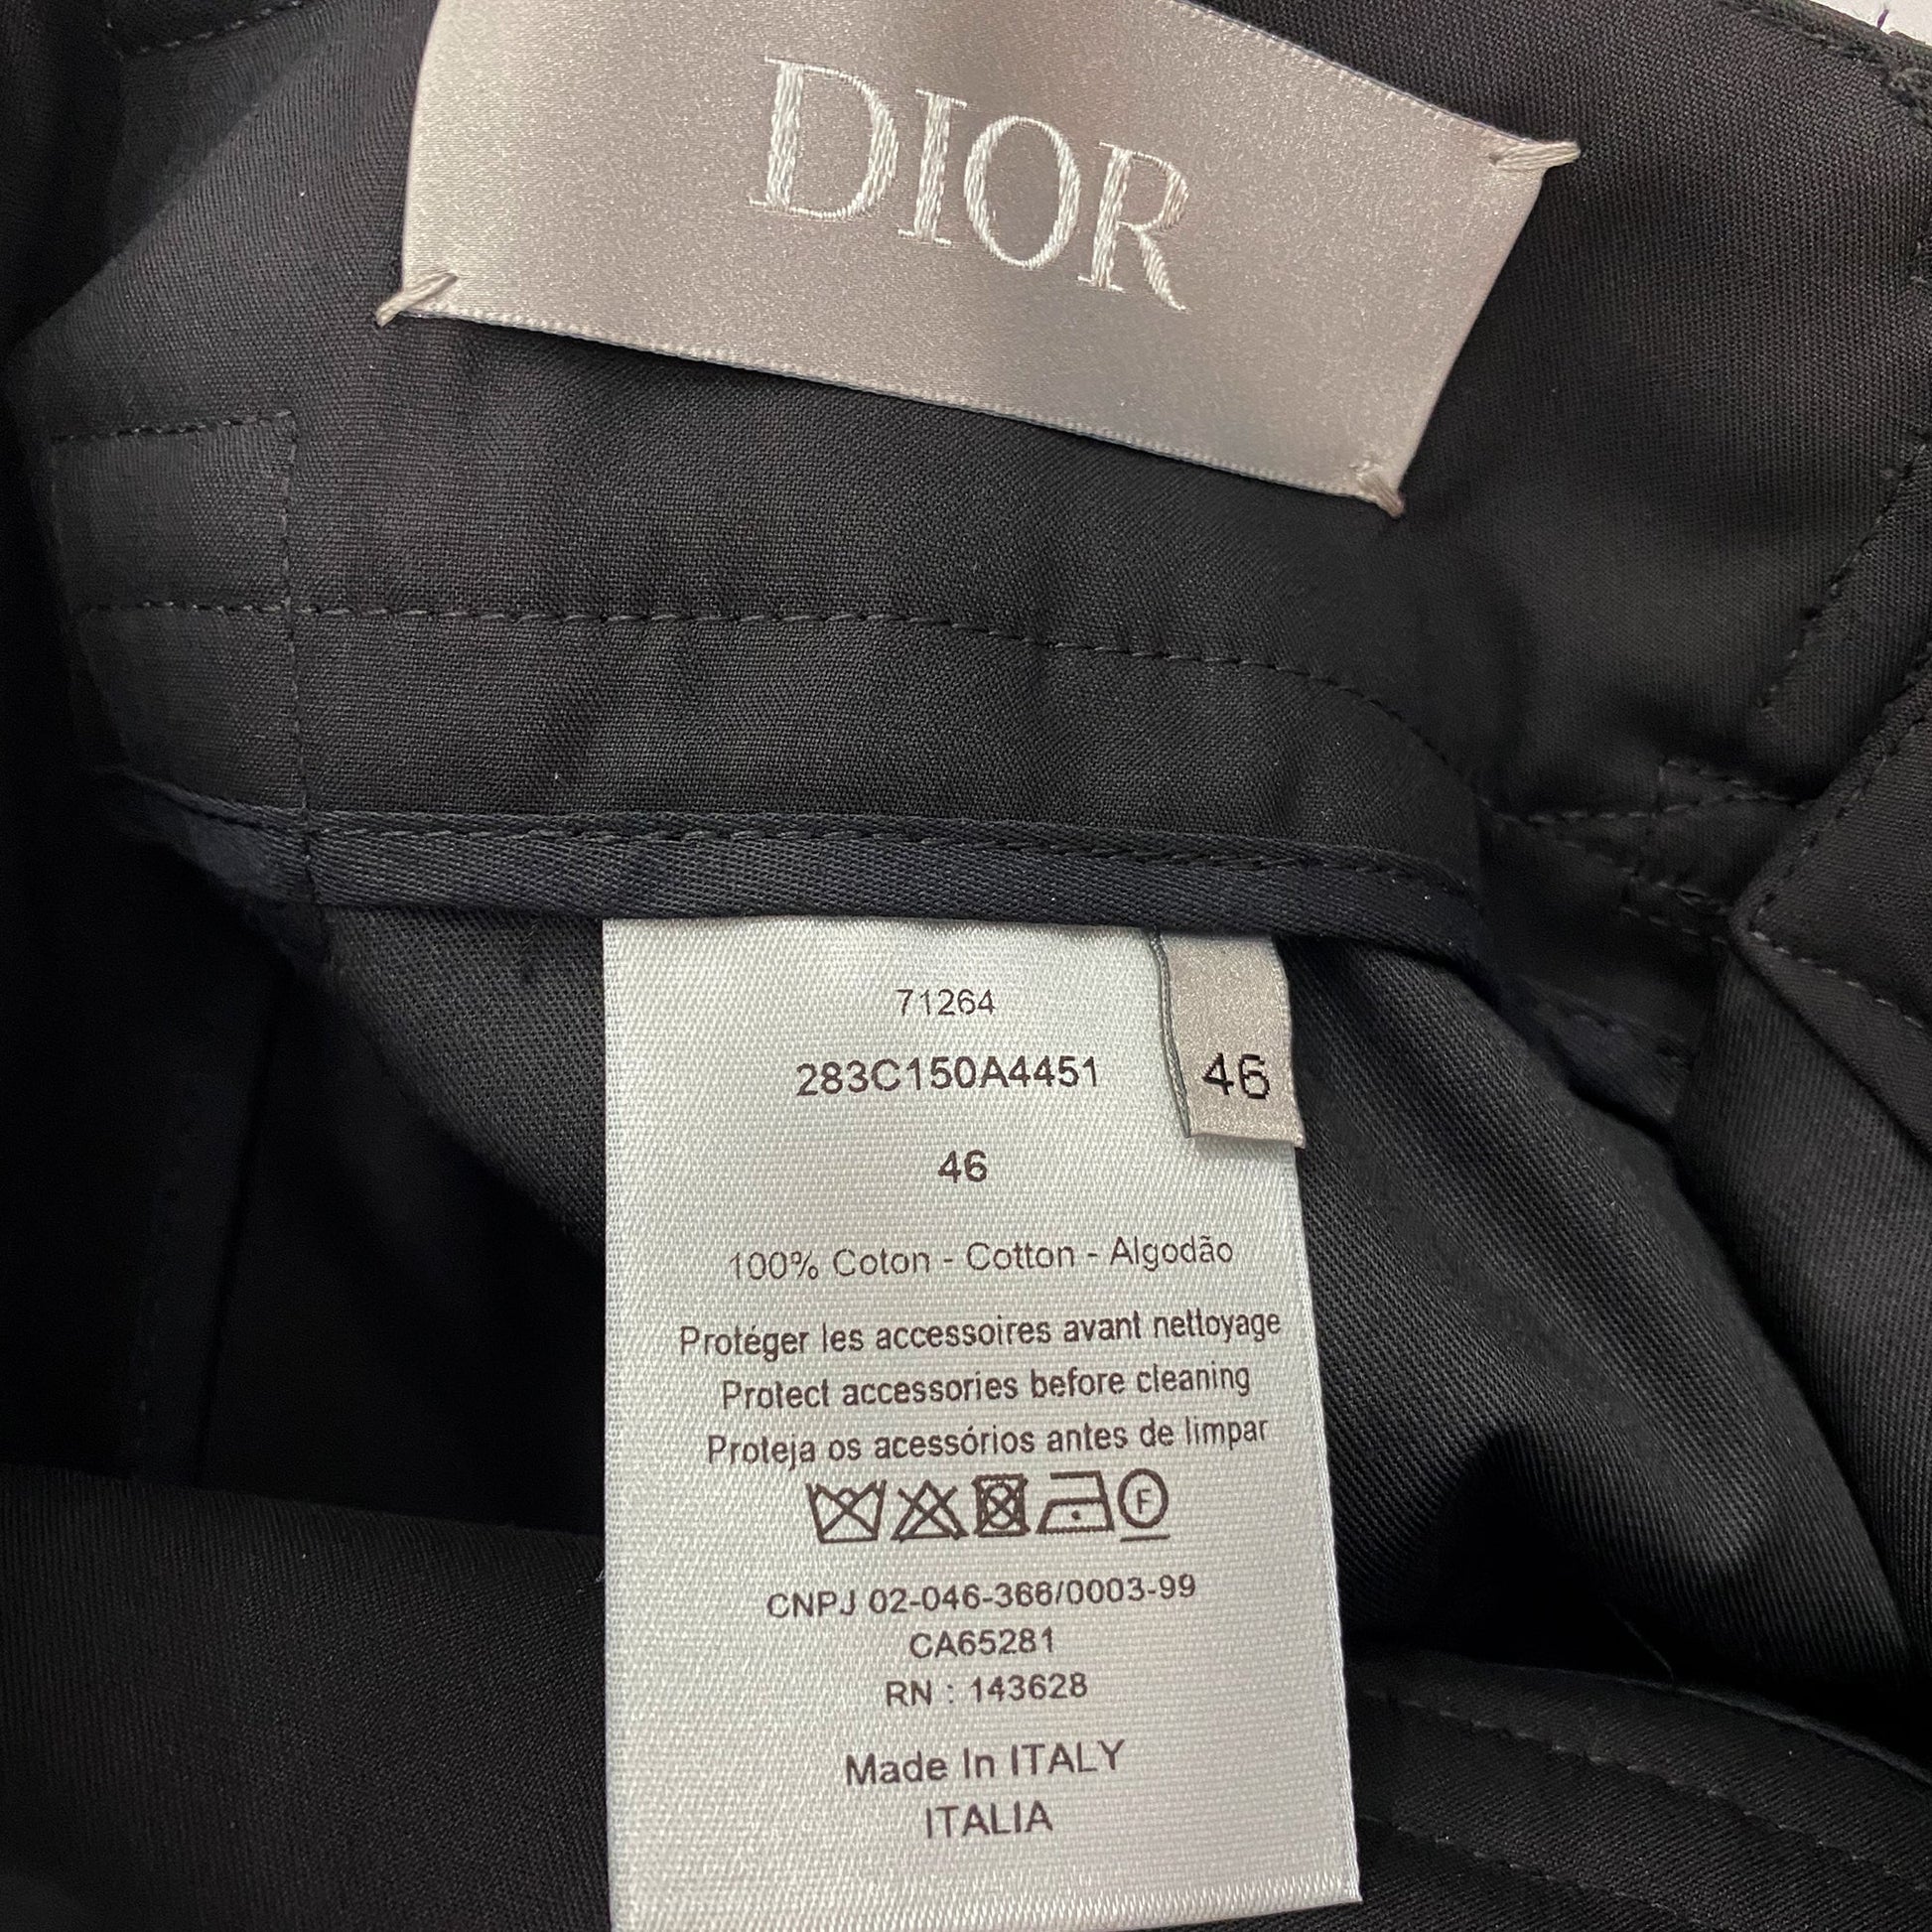 DIOR
71264
283C150A4451
46
46
100% Coton - Cotton - Algodão
Protéger les accessoires avant nettoyage
Protect accessories before cleaning
Proteja os acessórios antes de limpar
F
CNPJ 02-046-366/0003-99
CA65281
RN : 143628
Made In ITALY
ITALIA